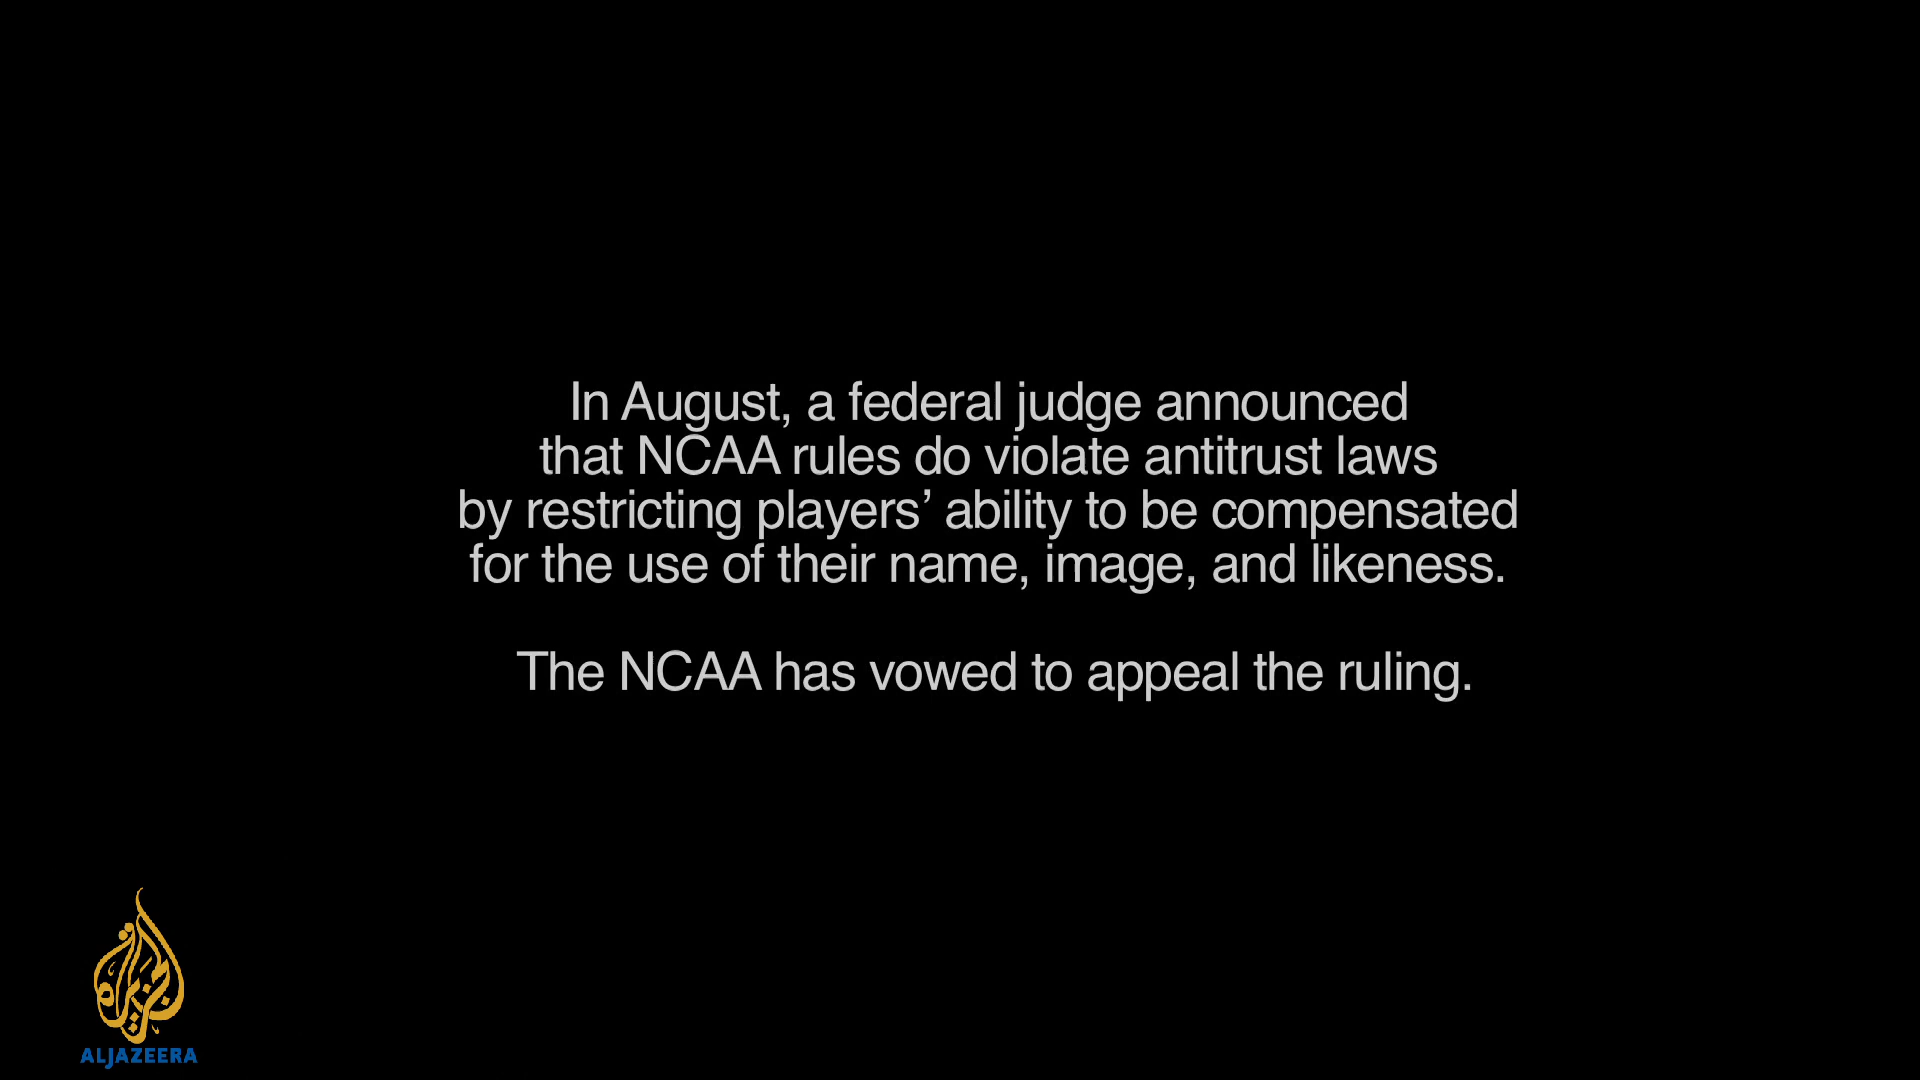 In August, a federal judge announced
that NCAA rules do violate antitrust laws
by restricting players’ ability to be compensated
for the use of their name, image, and likeness.
The NCAA has vowed to appeal the ruling.
الجزيرة
ALJAZEERA